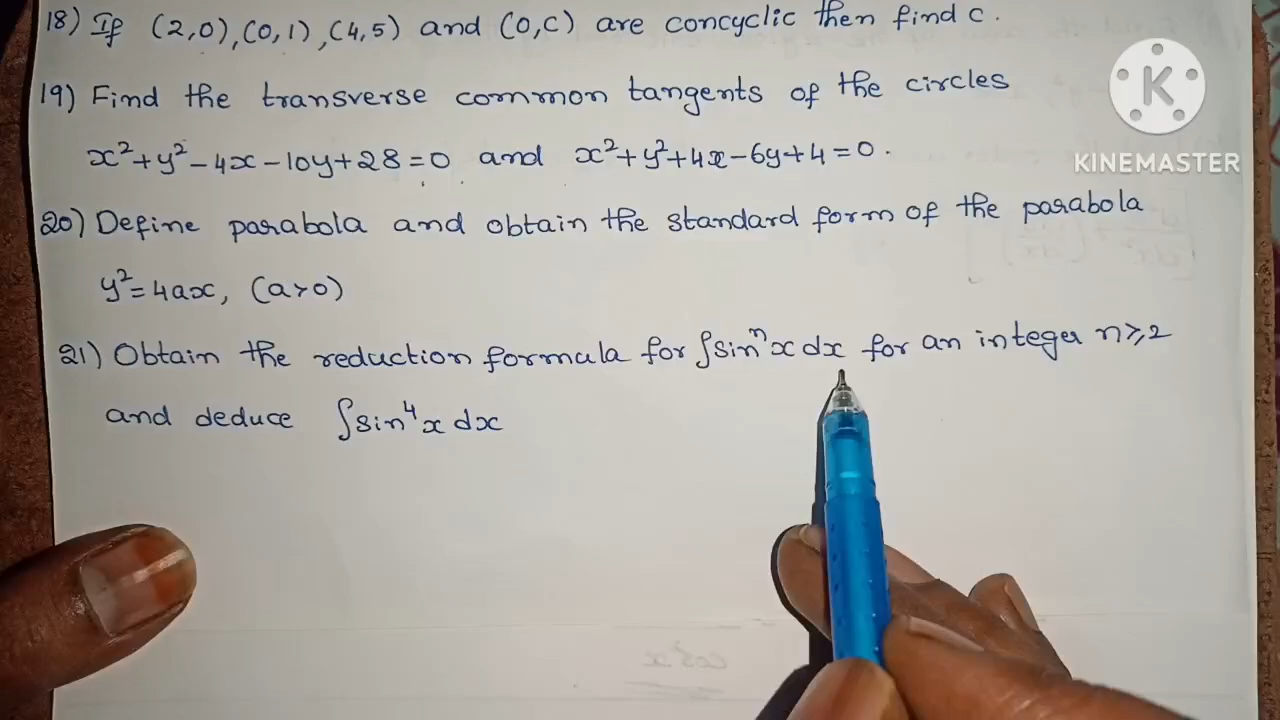 18) If (2,0),(0,1),(4,5) and (0,c) are concyclic then find c.
19) Find the transverse common tangents of the circles
x²+y²-4x-10y+28=0 and x²+y²+4x-6y+4=0.
KINEMASTER
20) Define parabola and obtain the standard form of the parabola
y²=4ax, (a>0)
21) Obtain the reduction formula for ∫sinⁿx dx for an integer n≥2
and deduce ∫sin⁴x dx